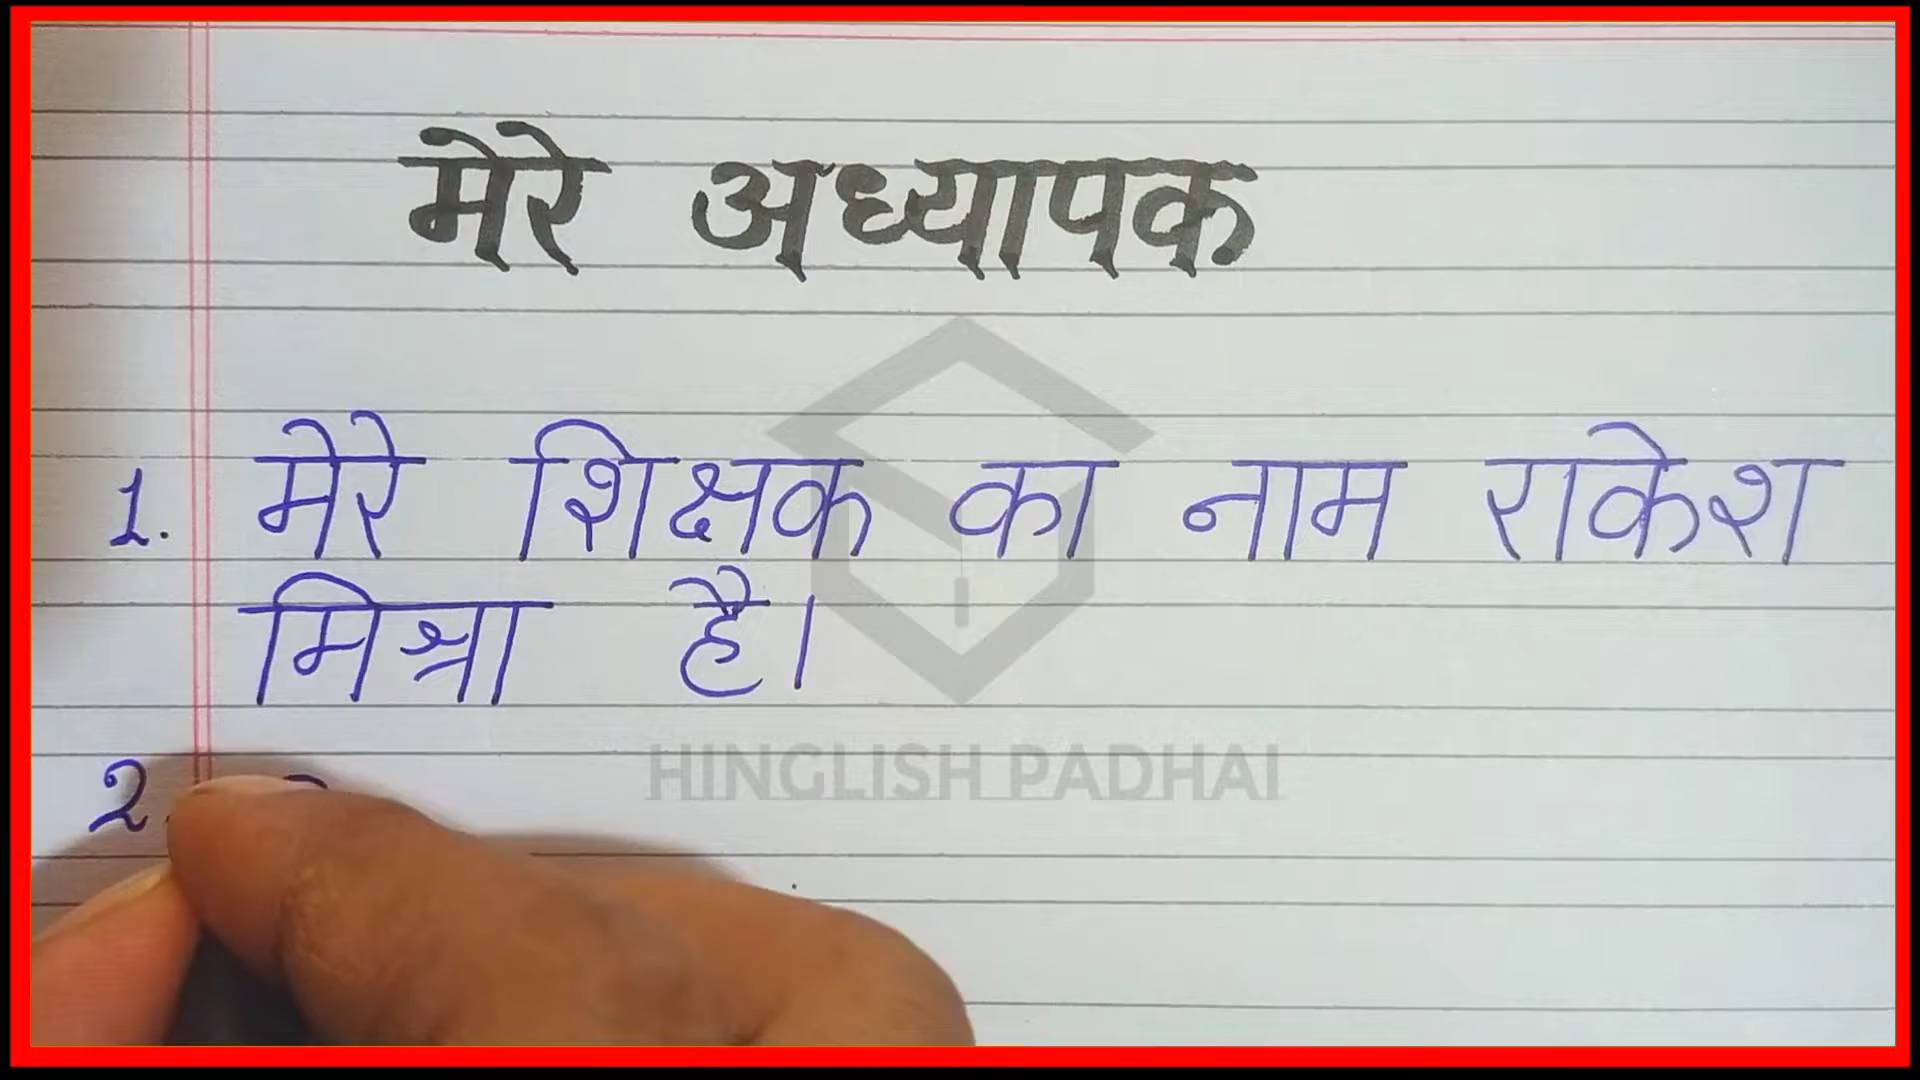 मेरे अध्यापक
1. मेरे शिक्षक का नाम राकेश
मिश्रा है।
HINGLISH PADHAI
2.